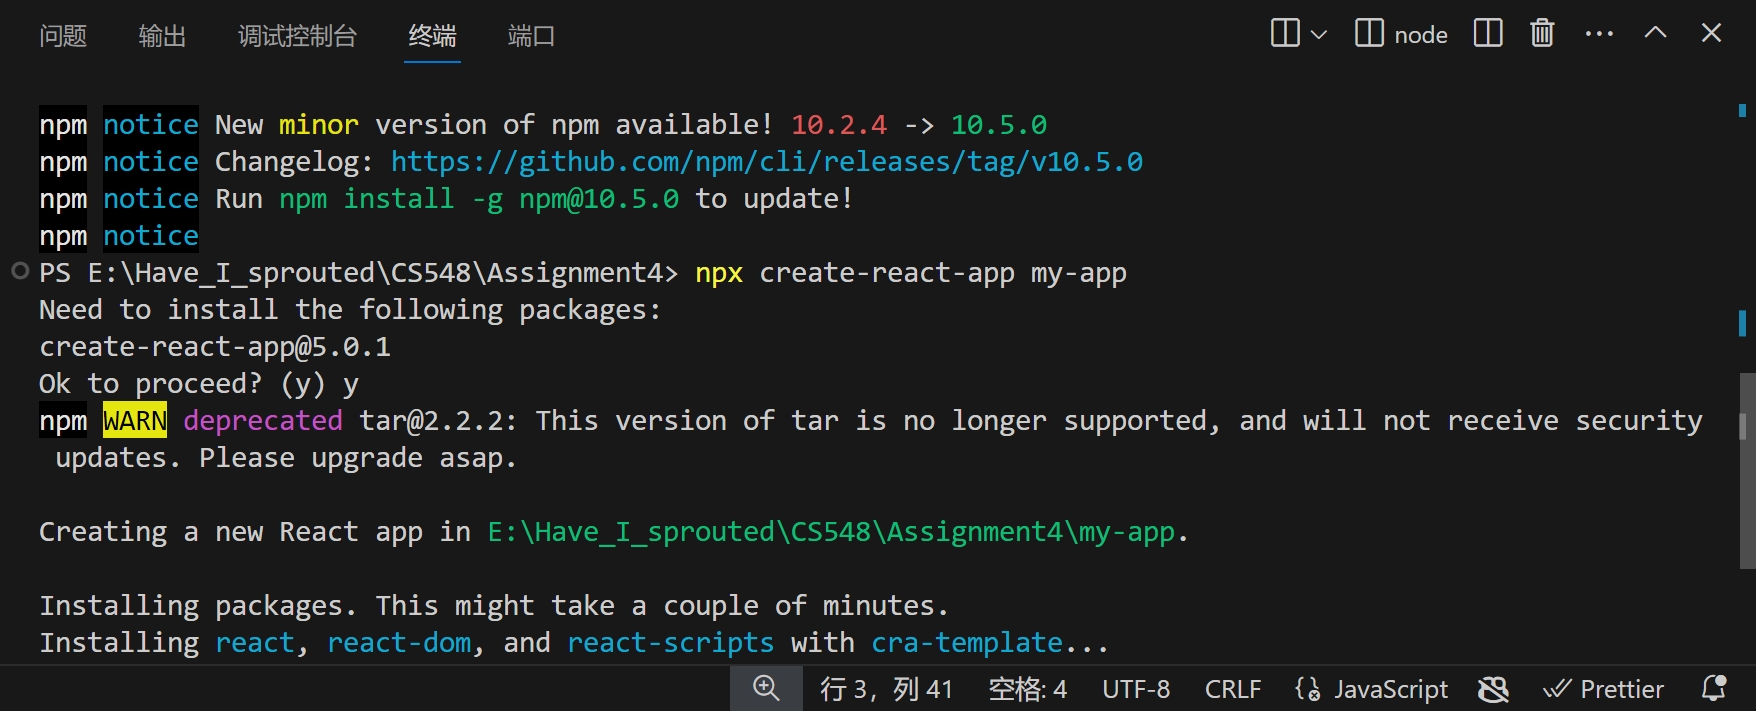 问题 输出 调试控制台 终端 端口 node
npm notice New minor version of npm available! 10.2.4 -> 10.5.0
npm notice Changelog: https://github.com/npm/cli/releases/tag/v10.5.0
npm notice Run npm install -g npm@10.5.0 to update!
npm notice
PS E:\Have_I_sprouted\CS548\Assignment4> npx create-react-app my-app
Need to install the following packages:
create-react-app@5.0.1
Ok to proceed? (y) y
npm WARN deprecated tar@2.2.2: This version of tar is no longer supported, and will not receive security
updates. Please upgrade asap.
Creating a new React app in E:\Have_I_sprouted\CS548\Assignment4\my-app.
Installing packages. This might take a couple of minutes.
Installing react, react-dom, and react-scripts with cra-template...
行 3，列 41 空格: 4 UTF-8 CRLF JavaScript Prettier